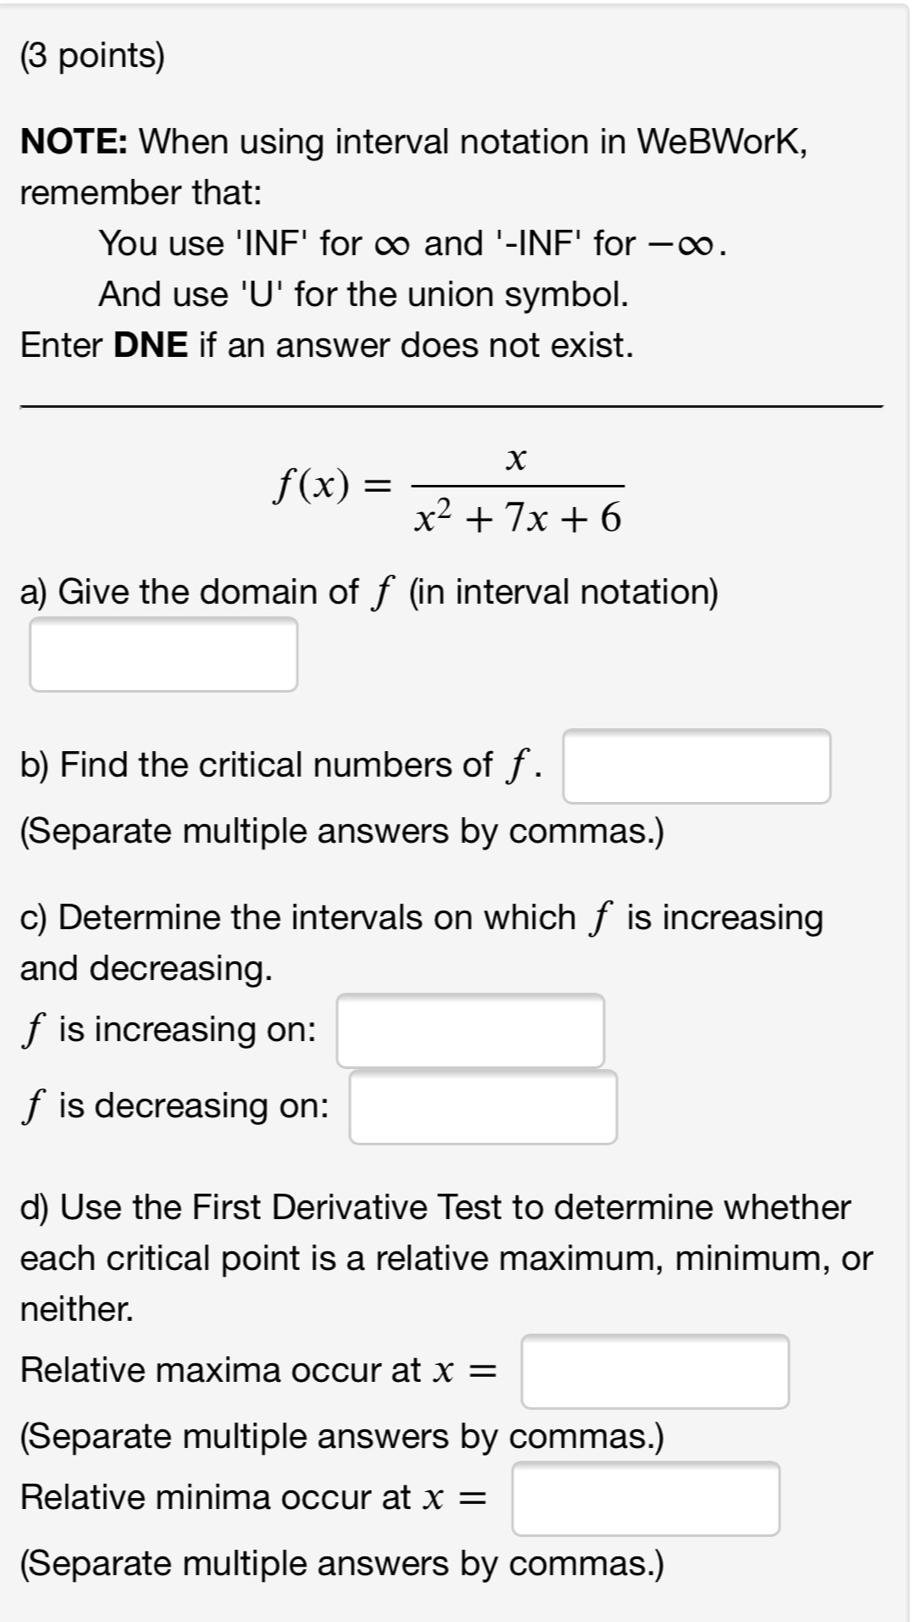 (3 points)
NOTE: When using interval notation in WeBWorK,
remember that:
You use 'INF' for ∞ and '-INF' for −∞.
And use 'U' for the union symbol.
Enter DNE if an answer does not exist.
f(x) = x / (x² + 7x + 6)
a) Give the domain of f (in interval notation)
b) Find the critical numbers of f.
(Separate multiple answers by commas.)
c) Determine the intervals on which f is increasing
and decreasing.
f is increasing on:
f is decreasing on:
d) Use the First Derivative Test to determine whether
each critical point is a relative maximum, minimum, or
neither.
Relative maxima occur at x =
(Separate multiple answers by commas.)
Relative minima occur at x =
(Separate multiple answers by commas.)